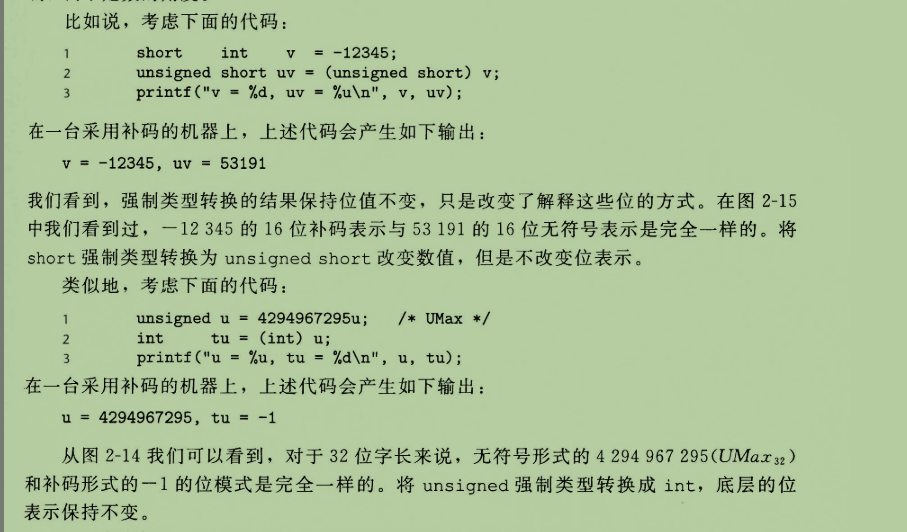 比如说，考虑下面的代码：
1 short int v = -12345;
2 unsigned short uv = (unsigned short) v;
3 printf("v = %d, uv = %u\n", v, uv);
在一台采用补码的机器上，上述代码会产生如下输出：
v = -12345, uv = 53191
我们看到，强制类型转换的结果保持位值不变，只是改变了解释这些位的方式。在图 2-15
中我们看到过，－12 345 的 16 位补码表示与 53 191 的 16 位无符号表示是完全一样的。将
short 强制类型转换为 unsigned short 改变数值，但是不改变位表示。
类似地，考虑下面的代码：
1 unsigned u = 4294967295u; /* UMax */
2 int tu = (int) u;
3 printf("u = %u, tu = %d\n", u, tu);
在一台采用补码的机器上，上述代码会产生如下输出：
u = 4294967295, tu = -1
从图 2-14 我们可以看到，对于 32 位字长来说，无符号形式的 4 294 967 295(UMax₃₂)
和补码形式的－1 的位模式是完全一样的。将 unsigned 强制类型转换成 int，底层的位
表示保持不变。